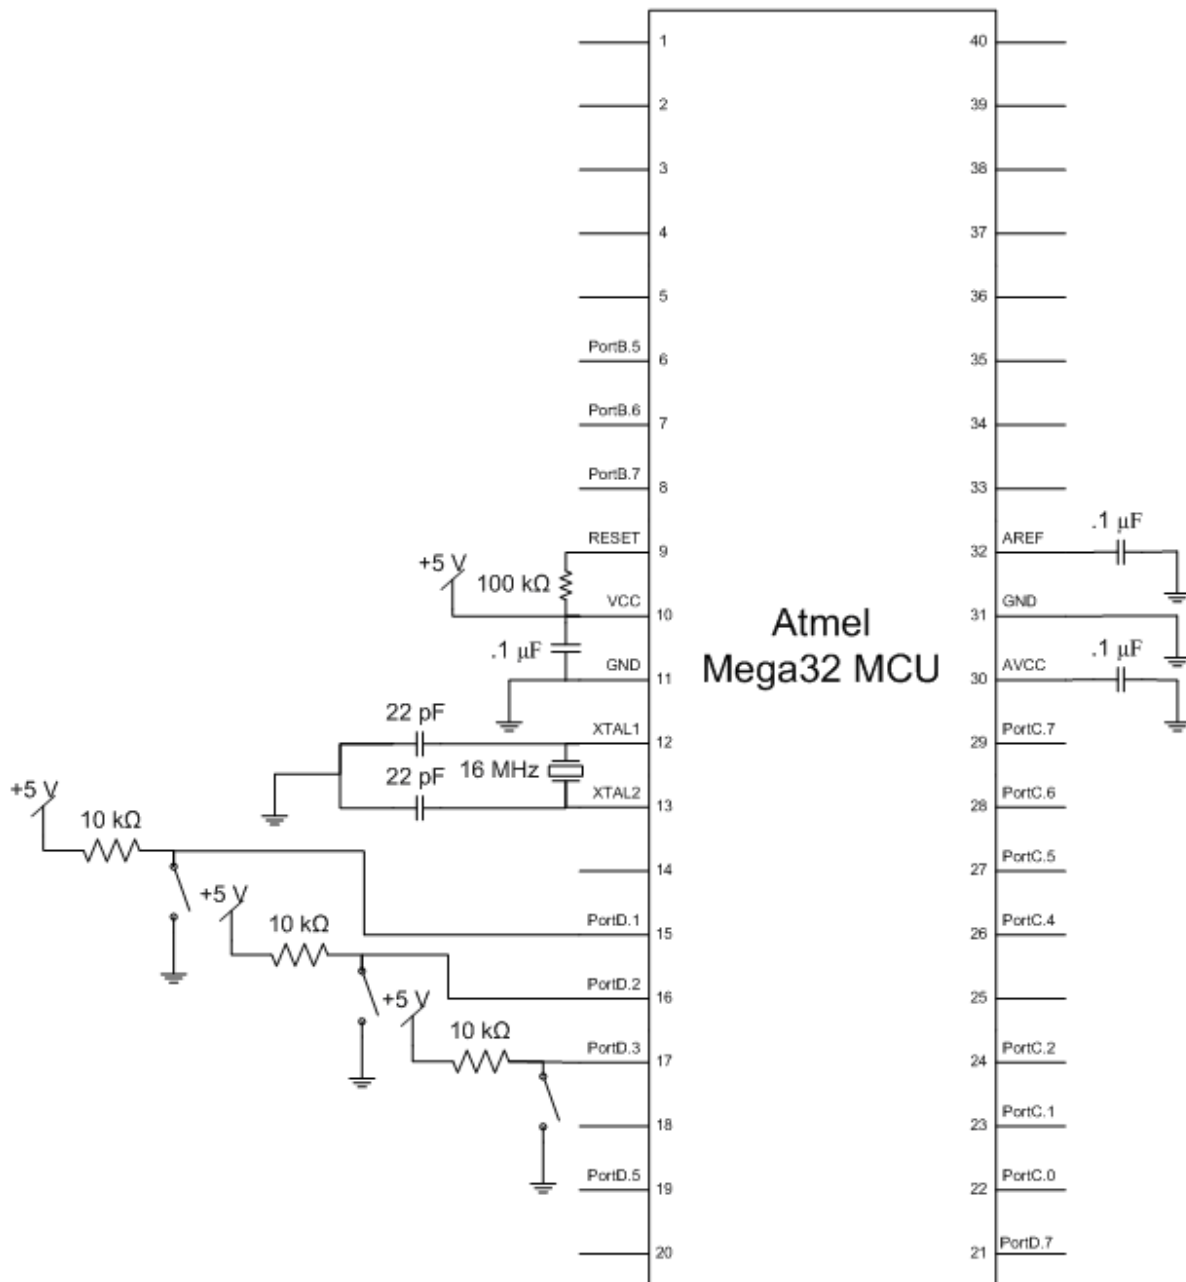 1 40
2 39
3 38
4 37
5 36
PortB.5
6 35
PortB.6
7 34
PortB.7
8 33
.1 μF
RESET AREF
9 32
+5 V
100 kΩ
VCC GND
10 31
Atmel
Mega32 MCU
.1 μF
GND AVCC .1 μF
11 30
22 pF
XTAL1 PortC.7
12 29
22 pF 16 MHz
XTAL2 PortC.6
13 28
+5 V
10 kΩ
PortC.5
14 27
+5 V
10 kΩ
PortD.1 PortC.4
15 26
PortD.2
16 25
+5 V
10 kΩ
PortD.3 PortC.2
17 24
PortC.1
18 23
PortD.5 PortC.0
19 22
PortD.7
20 21